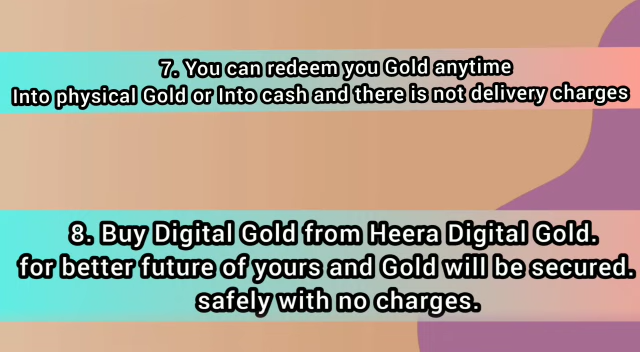 7. You can redeem you Gold anytime
Into physical Gold or Into cash and there is not delivery charges
8. Buy Digital Gold from Heera Digital Gold.
for better future of yours and Gold will be secured.
safely with no charges.